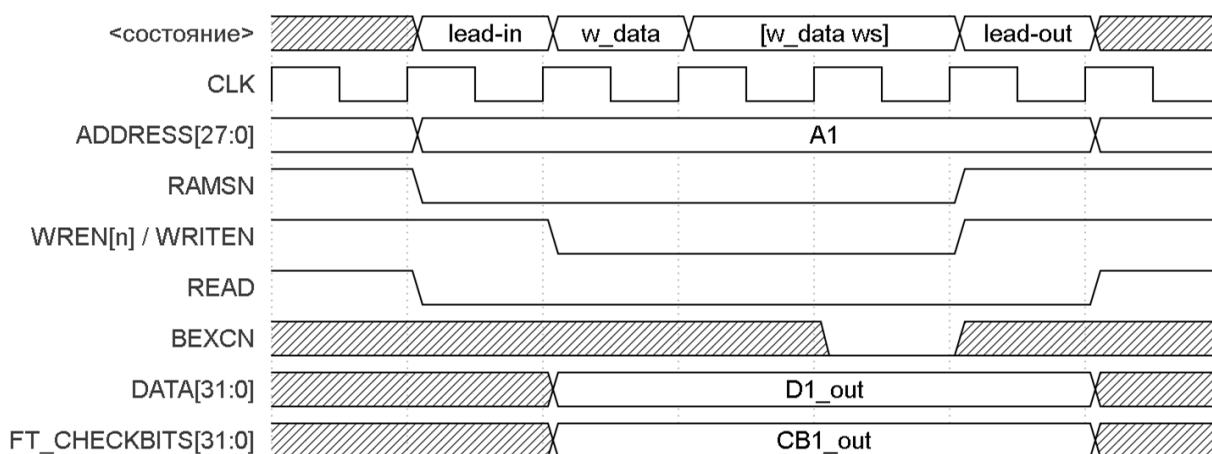 <состояние> lead-in w_data [w_data ws] lead-out
CLK
ADDRESS[27:0] A1
RAMSN
WREN[n] / WRITEN
READ
BEXCN
DATA[31:0] D1_out
FT_CHECKBITS[31:0] CB1_out